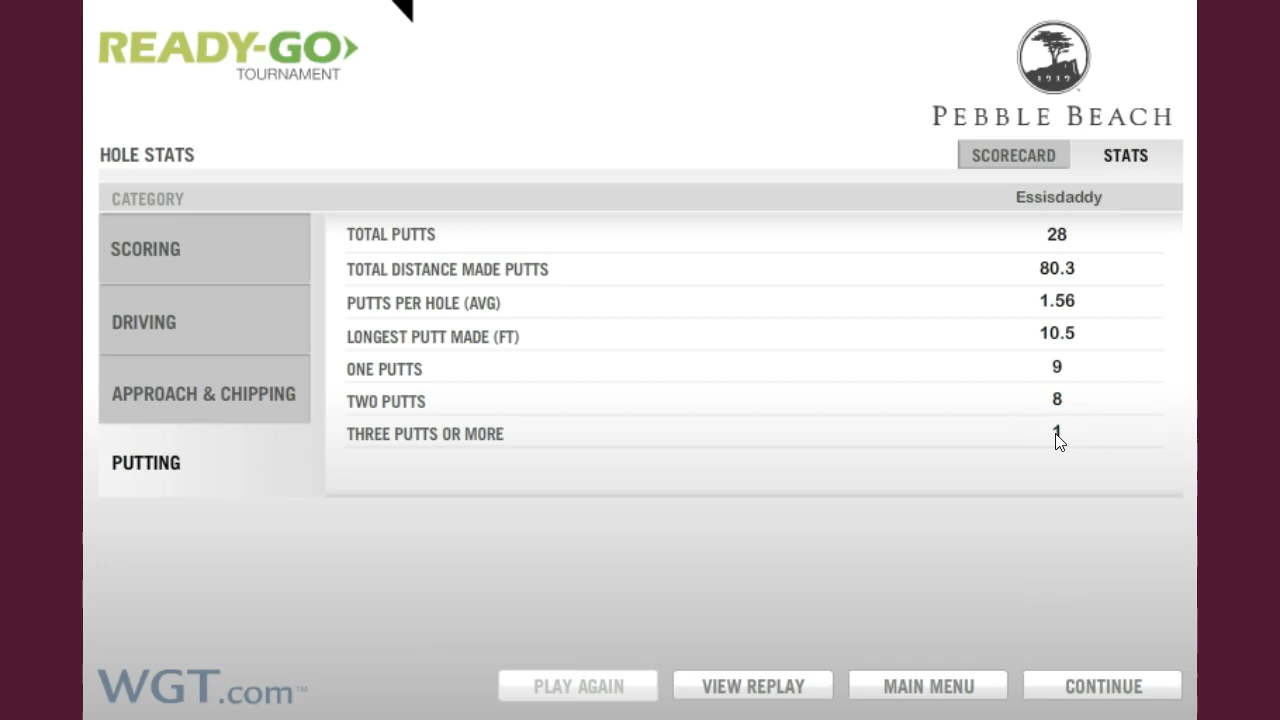 READY-GO
TOURNAMENT
1919
PEBBLE BEACH
HOLE STATS
SCORECARD STATS
CATEGORY Essisdaddy
SCORING
DRIVING
APPROACH & CHIPPING
PUTTING
TOTAL PUTTS 28
TOTAL DISTANCE MADE PUTTS 80.3
PUTTS PER HOLE (AVG) 1.56
LONGEST PUTT MADE (FT) 10.5
ONE PUTTS 9
TWO PUTTS 8
THREE PUTTS OR MORE 1
WGT.com™
PLAY AGAIN VIEW REPLAY MAIN MENU CONTINUE